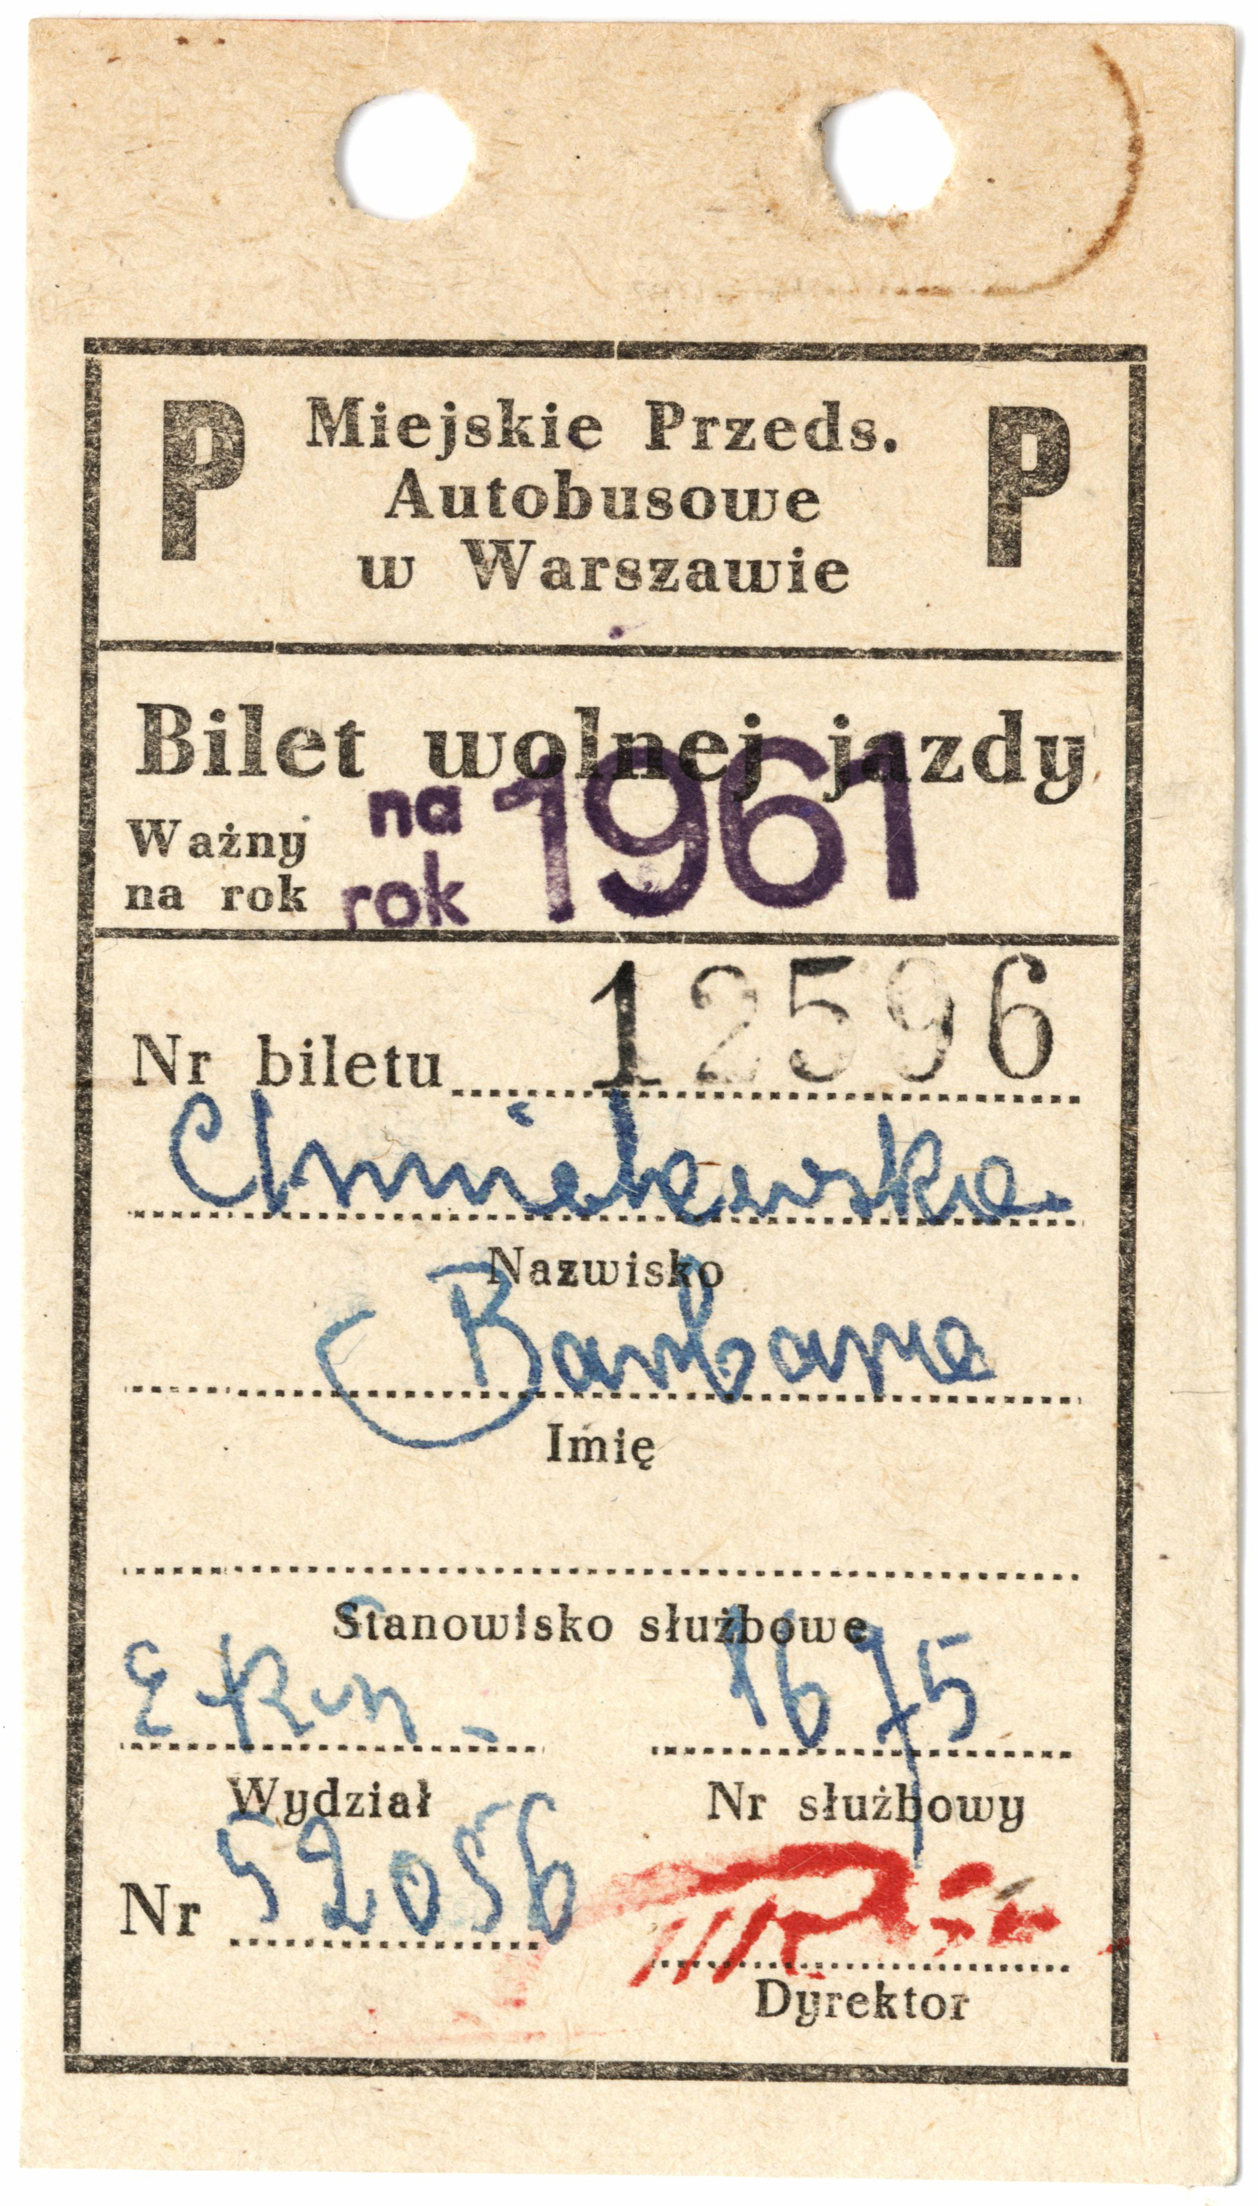 P Miejskie Przeds. P
Autobusowe
w Warszawie
Bilet wolnej jazdy
Ważny
na rok
na rok 1961
Nr biletu 12596
Chmielewska
Nazwisko
Barbara
Imię
Stanowisko służbowe
1675
Wydział Nr służbowy
Nr 52056
Dyrektor